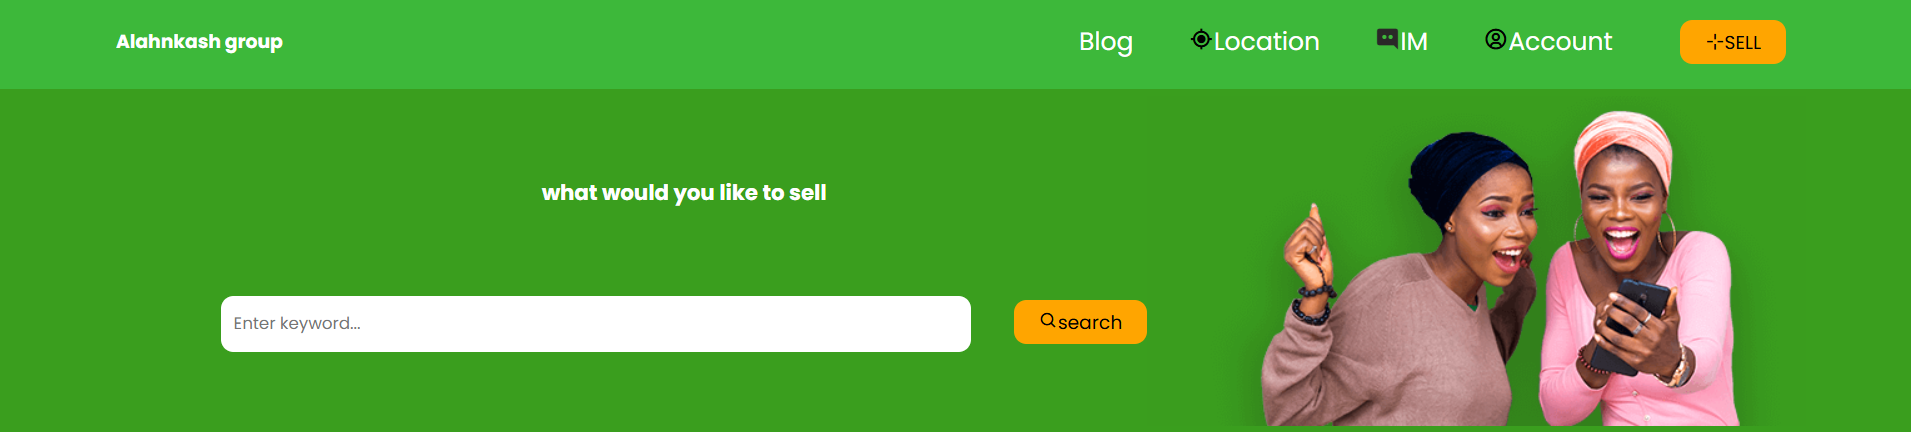 Alahnkash group
Blog
Location
IM
Account
SELL
what would you like to sell
Enter keyword...
search